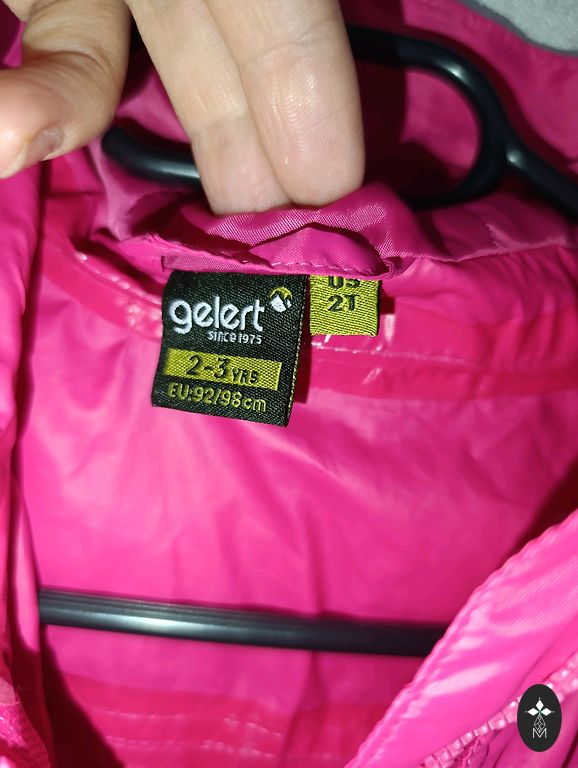 gelert
SINCE 1975
2-3 YRS
EU:92/98cm
US
2T
M